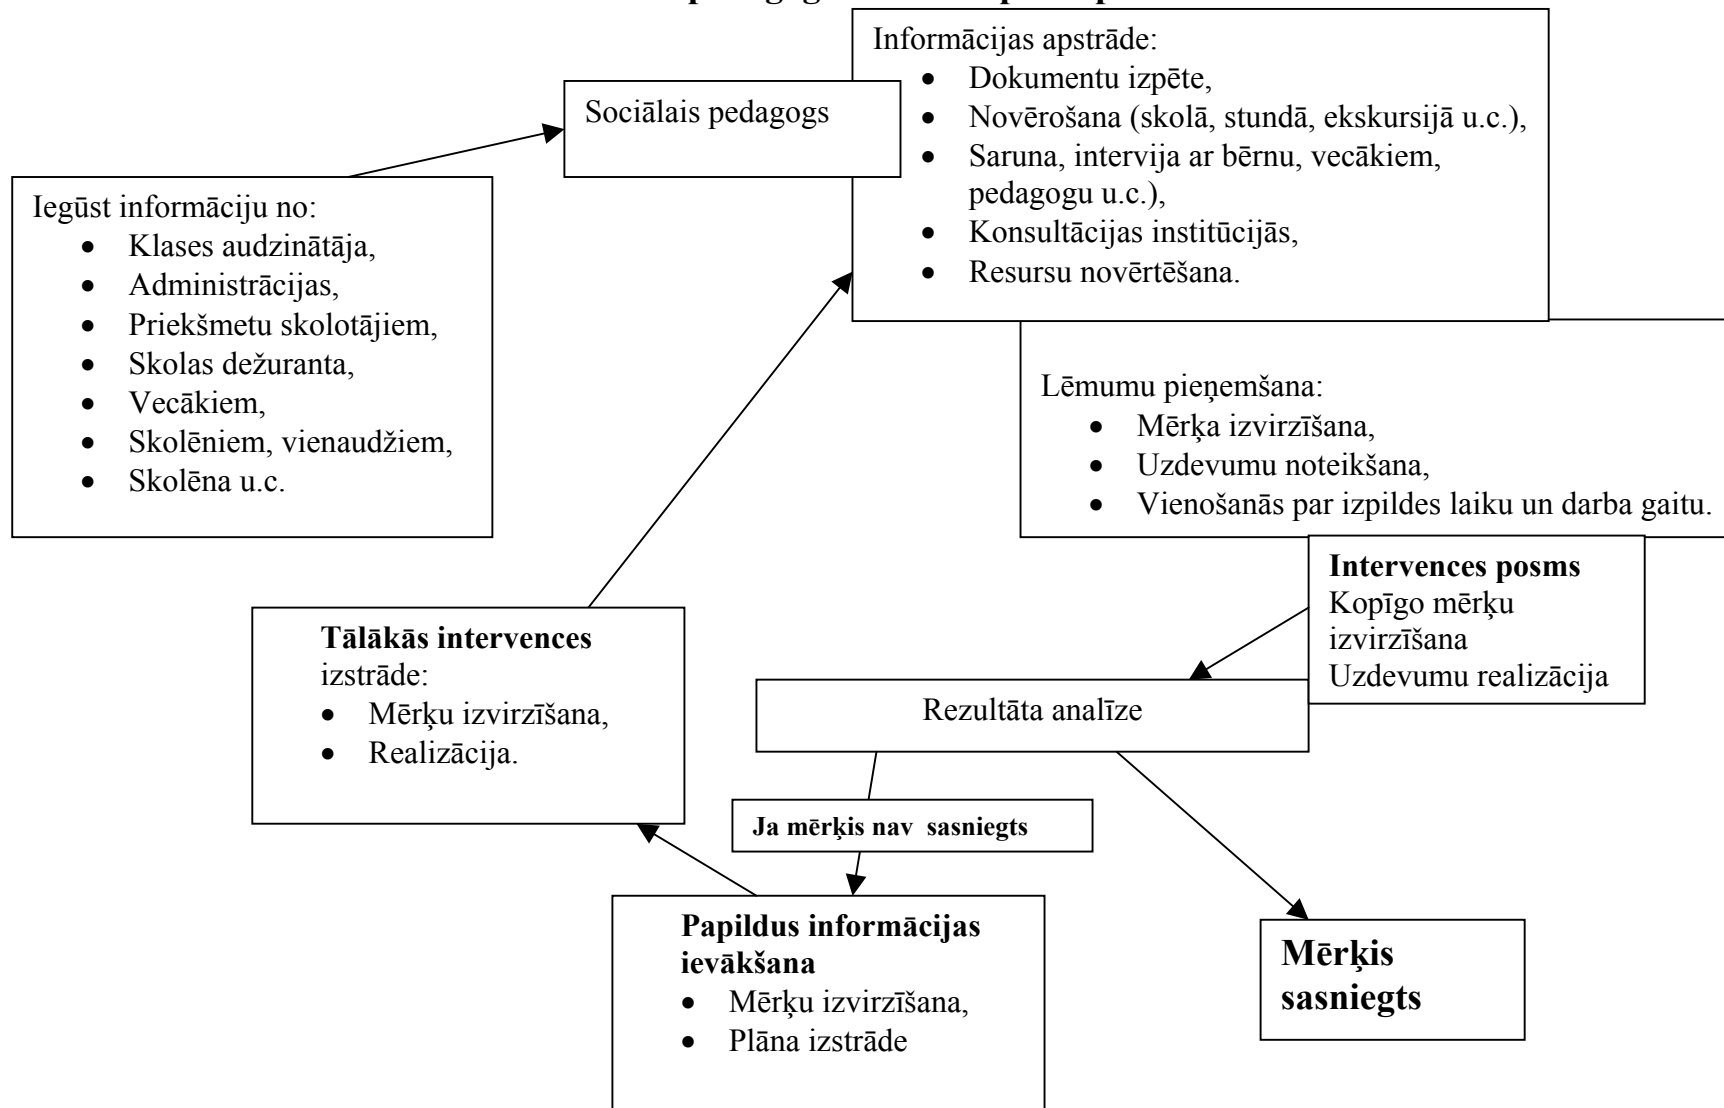 Informācijas apstrāde:
• Dokumentu izpēte,
• Novērošana (skolā, stundā, ekskursijā u.c.),
• Saruna, intervija ar bērnu, vecākiem,
pedagogu u.c.),
• Konsultācijas institūcijās,
• Resursu novērtēšana.
Sociālais pedagogs
Iegūst informāciju no:
• Klases audzinātāja,
• Administrācijas,
• Priekšmetu skolotājiem,
• Skolas dežuranta,
• Vecākiem,
• Skolēniem, vienaudžiem,
• Skolēna u.c.
Lēmumu pieņemšana:
• Mērķa izvirzīšana,
• Uzdevumu noteikšana,
• Vienošanās par izpildes laiku un darba gaitu.
Intervences posms
Kopīgo mērķu
izvirzīšana
Uzdevumu realizācija
Tālākās intervences
izstrāde:
• Mērķu izvirzīšana,
• Realizācija.
Rezultāta analīze
Ja mērķis nav sasniegts
Papildus informācijas
ievākšana
• Mērķu izvirzīšana,
• Plāna izstrāde
Mērķis
sasniegts